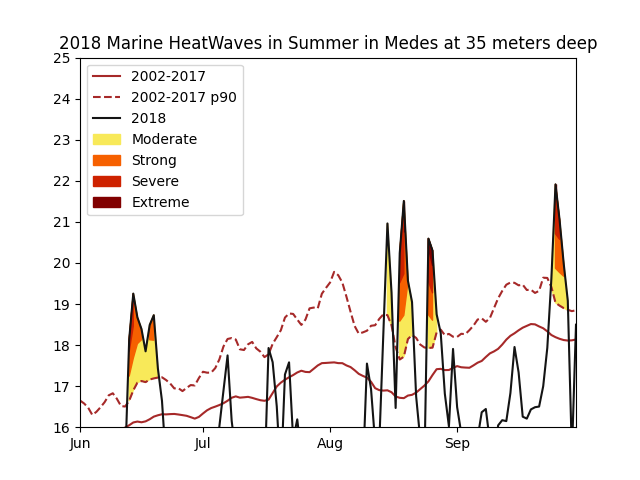 2018 Marine HeatWaves in Summer in Medes at 35 meters deep
25
24
23
22
21
20
19
18
17
16
2002-2017
2002-2017 p90
2018
Moderate
Strong
Severe
Extreme
Jun
Jul
Aug
Sep